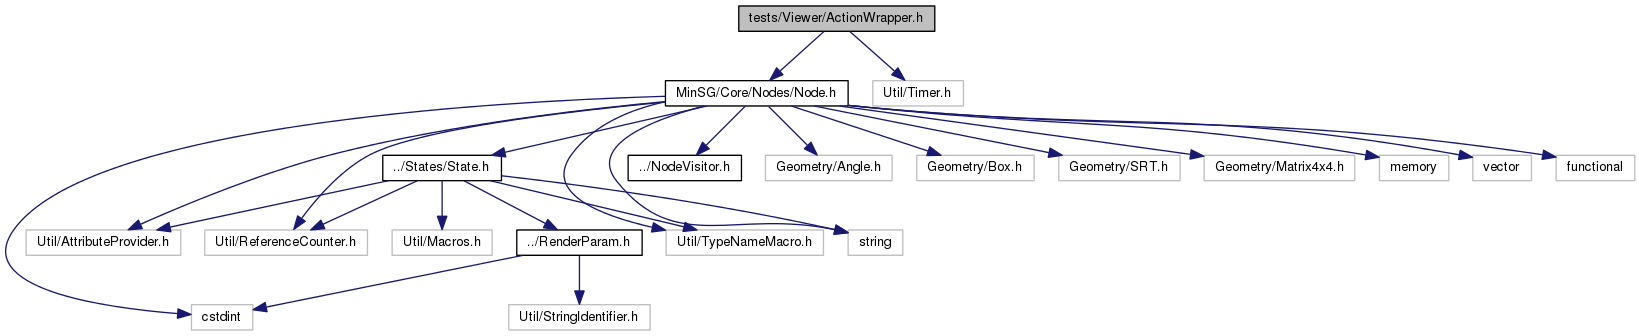 tests/Viewer/ActionWrapper.h
MinSG/Core/Nodes/Node.h
Util/Timer.h
../States/State.h
../NodeVisitor.h
Geometry/Angle.h
Geometry/Box.h
Geometry/SRT.h
Geometry/Matrix4x4.h
memory
vector
functional
Util/AttributeProvider.h
Util/ReferenceCounter.h
Util/Macros.h
../RenderParam.h
Util/TypeNameMacro.h
string
cstdint
Util/StringIdentifier.h